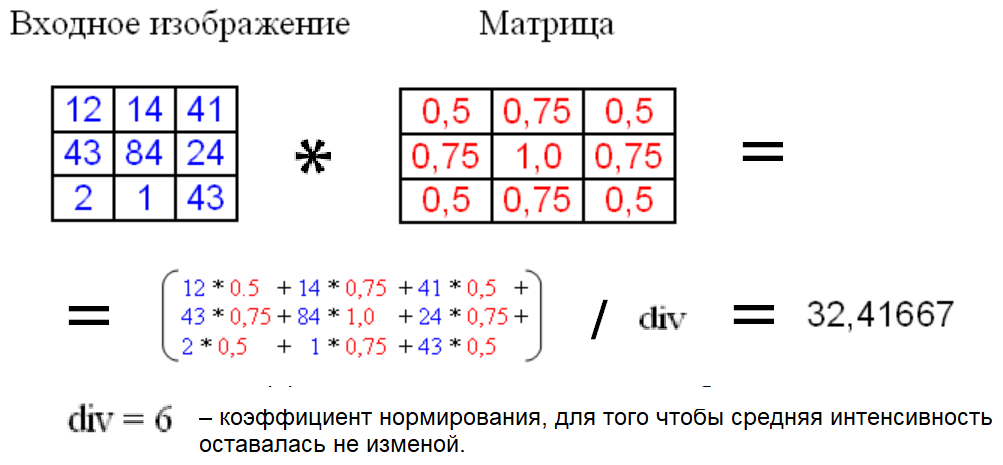 Входное изображение Матрица
12 14 41
43 84 24
2 1 43
*
0,5 0,75 0,5
0,75 1,0 0,75
0,5 0,75 0,5
=
=
12 * 0.5 + 14 * 0,75 + 41 * 0,5 +
43 * 0,75 + 84 * 1,0 + 24 * 0,75 +
2 * 0,5 + 1 * 0,75 + 43 * 0,5
/ div = 32,41667
div = 6 – коэффициент нормирования, для того чтобы средняя интенсивность
оставалась не изменой.